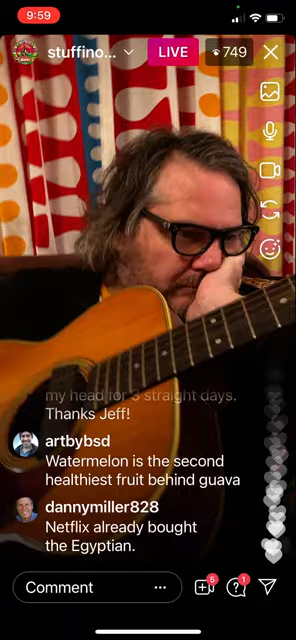 9:59
stuffino...
LIVE
749
my head for 3 straight days.
Thanks Jeff!
artbybsd
Watermelon is the second
healthiest fruit behind guava
dannymiller828
Netflix already bought
the Egyptian.
Comment
5
1